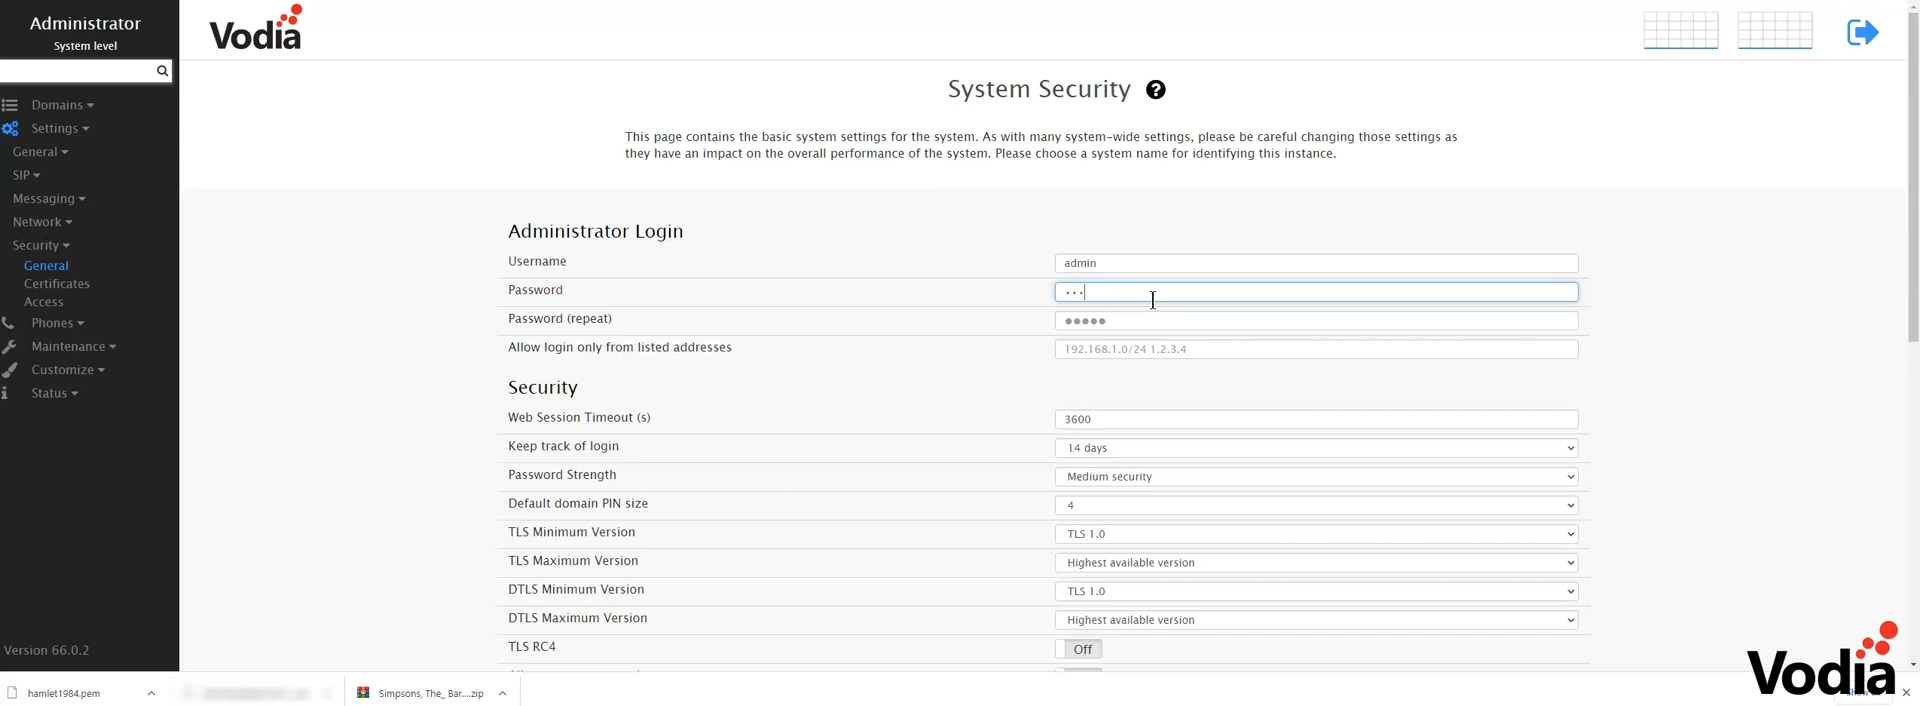 Administrator
System level
Domains
Settings
General
SIP
Messaging
Network
Security
General
Certificates
Access
Phones
Maintenance
Customize
Status
Version 66.0.2
Vodia
System Security ?
This page contains the basic system settings for the system. As with many system-wide settings, please be careful changing those settings as
they have an impact on the overall performance of the system. Please choose a system name for identifying this instance.
Administrator Login
Username admin
Password
Password (repeat)
Allow login only from listed addresses 192.168.1.0/24 1.2.3.4
Security
Web Session Timeout (s) 3600
Keep track of login 14 days
Password Strength Medium security
Default domain PIN size 4
TLS Minimum Version TLS 1.0
TLS Maximum Version Highest available version
DTLS Minimum Version TLS 1.0
DTLS Maximum Version Highest available version
TLS RC4 Off
hamlet1984.pem
Simpsons, The_ Bar....zip
Vodia